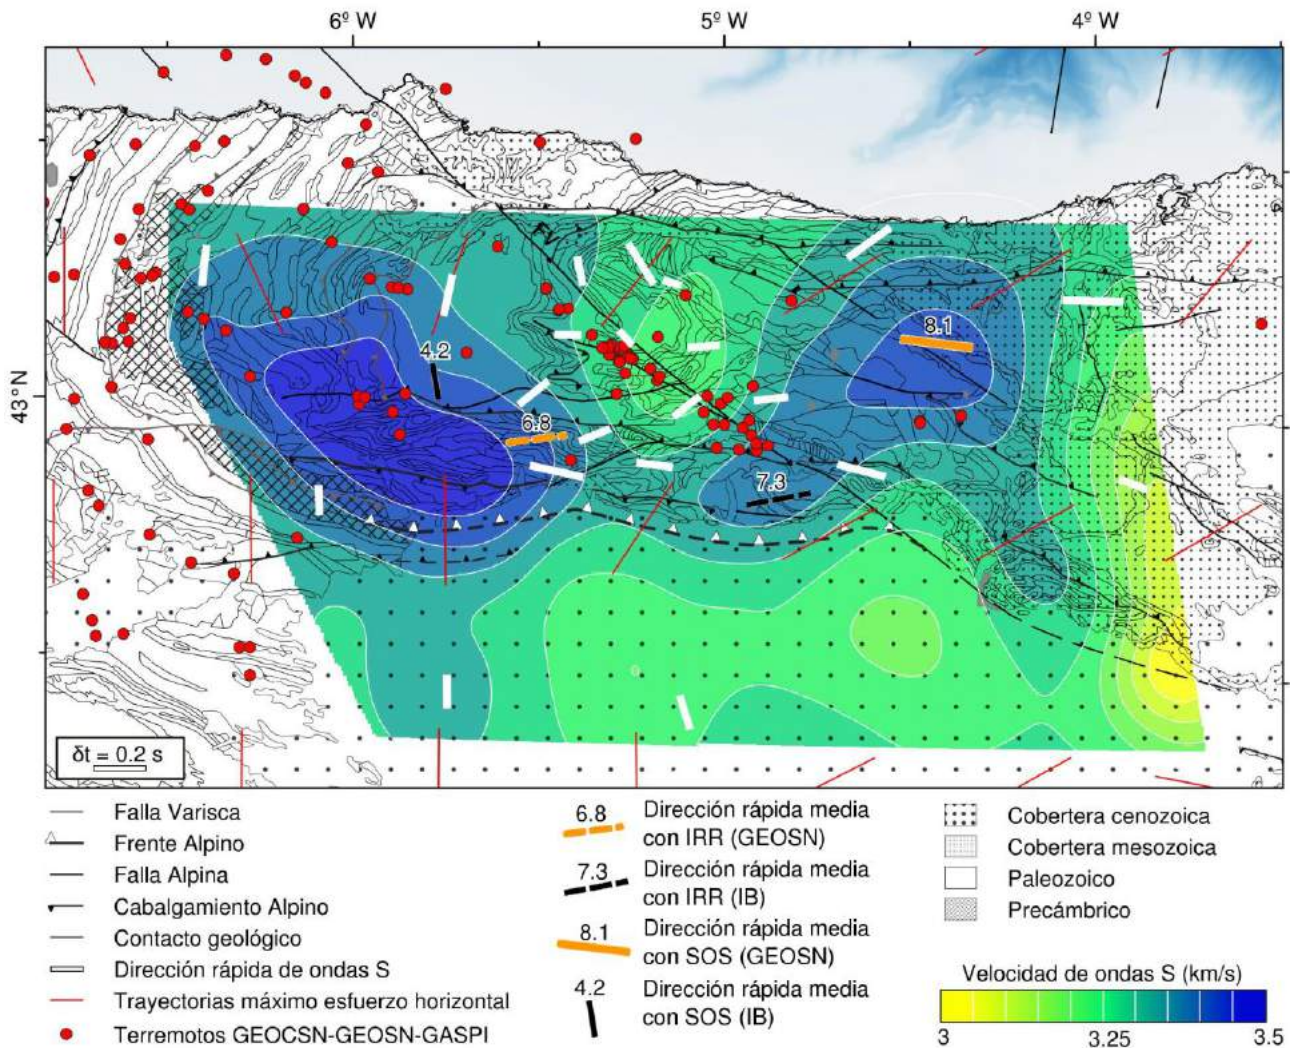 6º W
5º W
4º W
43°N
FV
8.1
4.2
6.8
7.3
0
δt = 0.2 s
Falla Varisca
Frente Alpino
Falla Alpina
Cabalgamiento Alpino
Contacto geológico
Dirección rápida de ondas S
Trayectorias máximo esfuerzo horizontal
Terremotos GEOCSN-GEOSN-GASPI
6.8
Dirección rápida media
con IRR (GEOSN)
7.3
Dirección rápida media
con IRR (IB)
8.1
Dirección rápida media
con SOS (GEOSN)
4.2
Dirección rápida media
con SOS (IB)
Cobertera cenozoica
Cobertera mesozoica
Paleozoico
Precámbrico
Velocidad de ondas S (km/s)
3
3.25
3.5